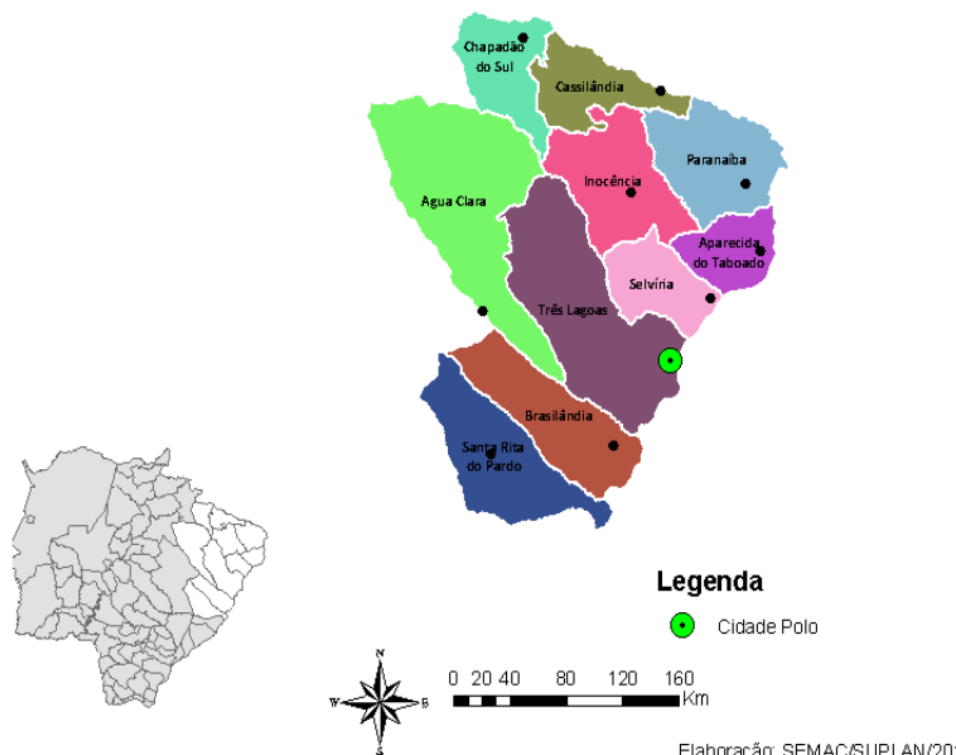 Chapadão
do Sul
Cassilândia
Paranaíba
Inocência
Agua Clara
Aparecida
do Taboado
Selvíria
Três Lagoas
Brasilândia
Santa Rita
do Pardo
Legenda
Cidade Polo
N
W
E
S
0 20 40 80 120 160
Km
Elaboração: SEMAC/SUPLAN/20